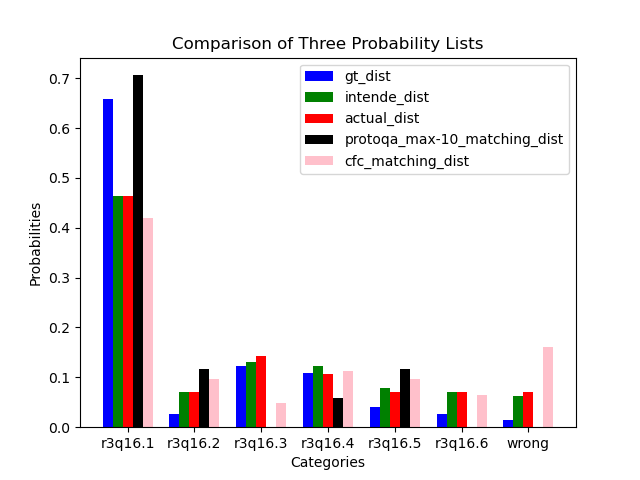 Comparison of Three Probability Lists
gt_dist
intende_dist
actual_dist
protoqa_max-10_matching_dist
cfc_matching_dist
Probabilities
0.7
0.6
0.5
0.4
0.3
0.2
0.1
0.0
r3q16.1 r3q16.2 r3q16.3 r3q16.4 r3q16.5 r3q16.6 wrong
Categories